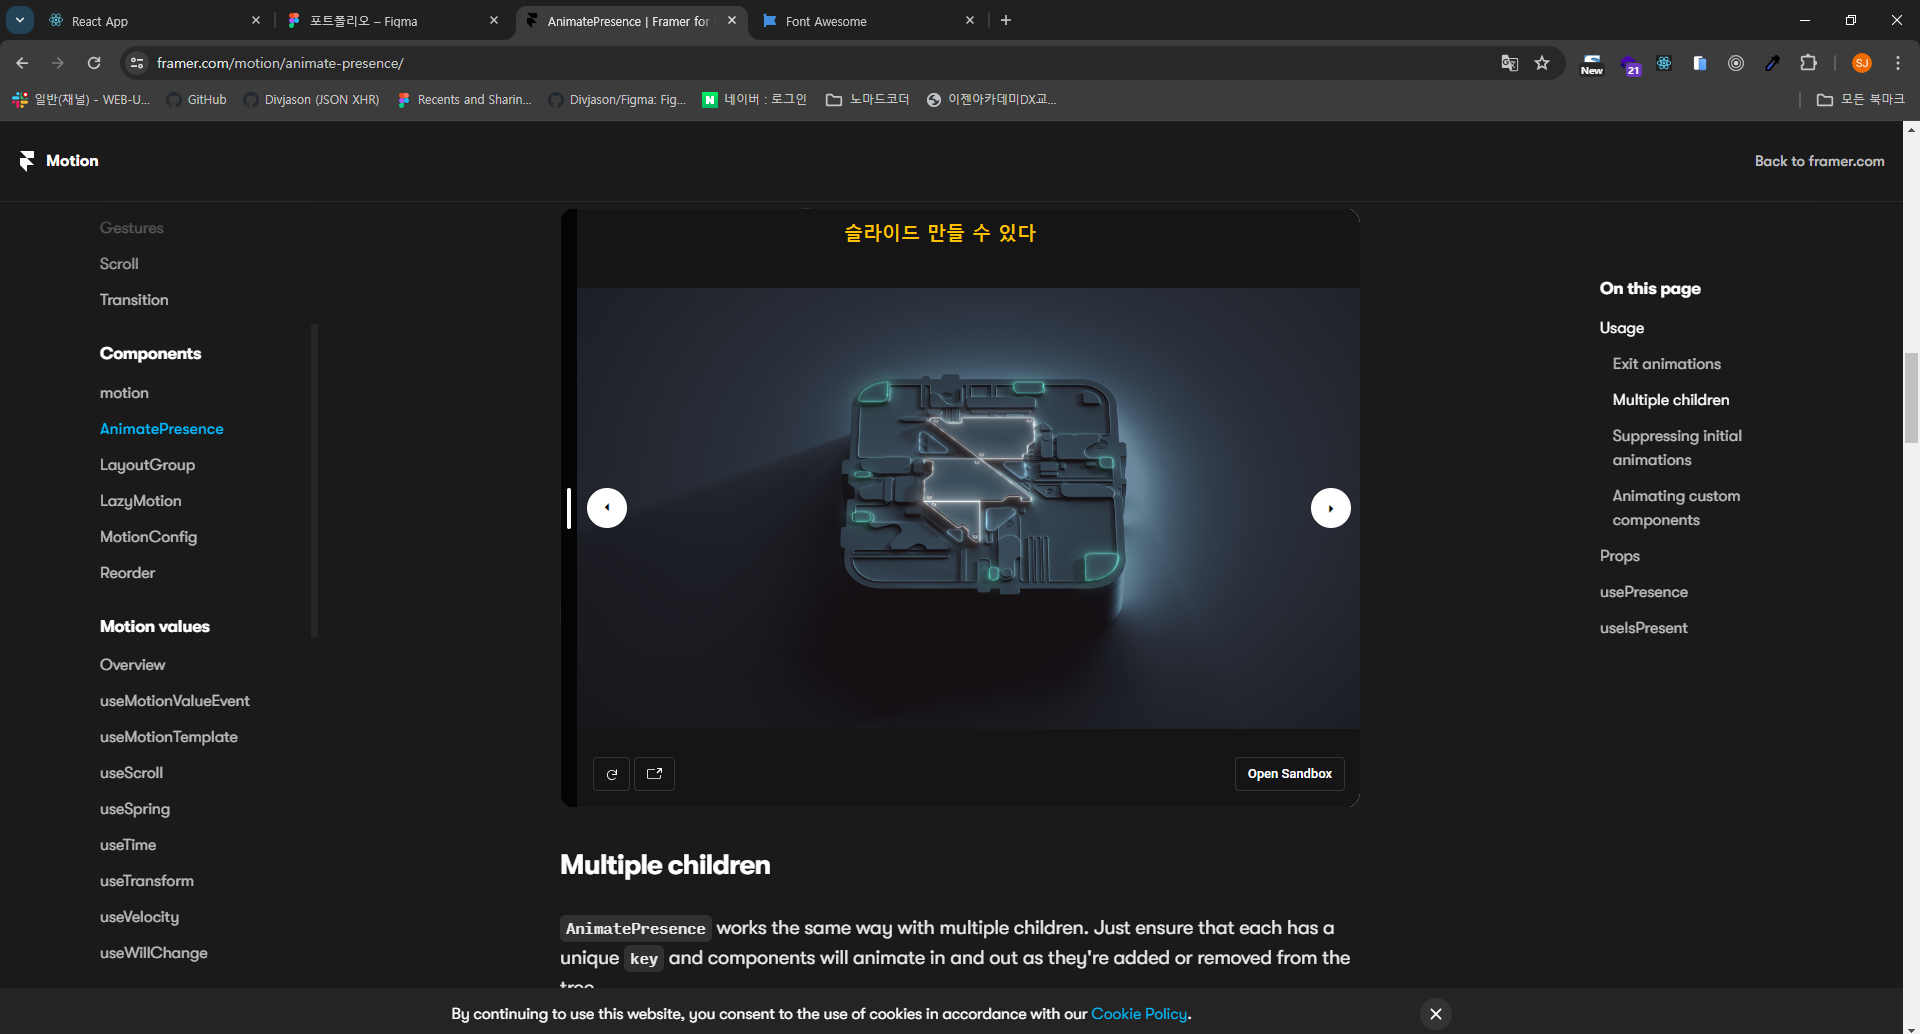 React App
포트폴리오 – Figma
AnimatePresence | Framer for
Font Awesome
framer.com/motion/animate-presence/
New
21
SJ
일반(채널) - WEB-U...
GitHub
Divjason (JSON XHR)
Recents and Sharin...
Divjason/Figma: Fig...
N
네이버 : 로그인
노마드코더
이젠아카데미DX교...
모든 북마크
Motion
Back to framer.com
Gestures
Scroll
Transition
Components
motion
AnimatePresence
LayoutGroup
LazyMotion
MotionConfig
Reorder
Motion values
Overview
useMotionValueEvent
useMotionTemplate
useScroll
useSpring
useTime
useTransform
useVelocity
useWillChange
슬라이드 만들 수 있다
Open Sandbox
Multiple children
AnimatePresence works the same way with multiple children. Just ensure that each has a
unique key and components will animate in and out as they're added or removed from the
tree.
On this page
Usage
Exit animations
Multiple children
Suppressing initial
animations
Animating custom
components
Props
usePresence
useIsPresent
By continuing to use this website, you consent to the use of cookies in accordance with our Cookie Policy.